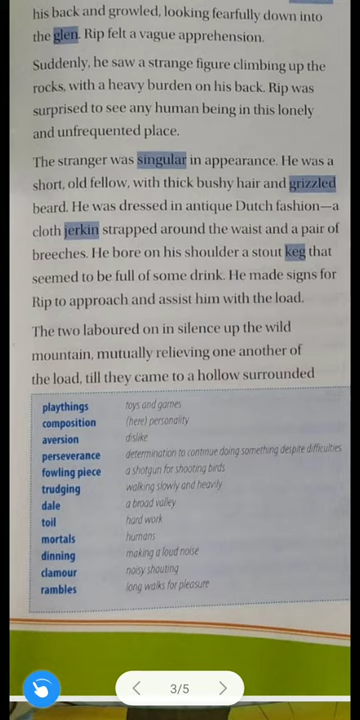 his back and growled, looking fearfully down into
the glen. Rip felt a vague apprehension.
Suddenly, he saw a strange figure climbing up the
rocks, with a heavy burden on his back. Rip was
surprised to see any human being in this lonely
and unfrequented place.
The stranger was singular in appearance. He was a
short, old fellow, with thick bushy hair and grizzled
beard. He was dressed in antique Dutch fashion—a
cloth jerkin strapped around the waist and a pair of
breeches. He bore on his shoulder a stout keg that
seemed to be full of some drink. He made signs for
Rip to approach and assist him with the load.
The two laboured on in silence up the wild
mountain, mutually relieving one another of
the load, till they came to a hollow surrounded
playthings toys and games
composition (here) personality
aversion dislike
perseverance determination to continue doing something despite difficulties
fowling piece a shotgun for shooting birds
trudging walking slowly and heavily
dale a broad valley
toil hard work
mortals humans
dinning making a loud noise
clamour noisy shouting
rambles long walks for pleasure
3/5